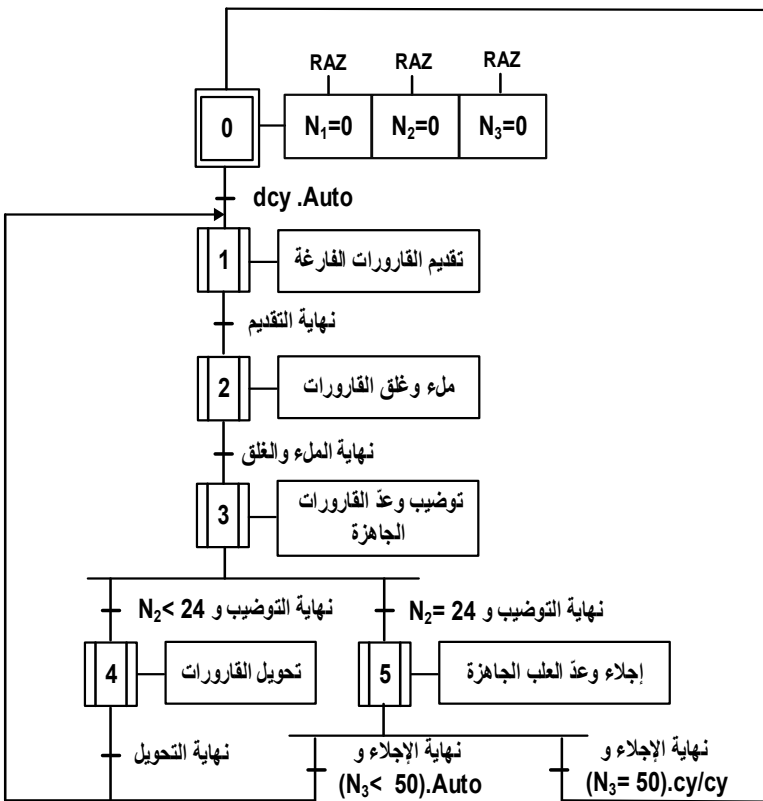 RAZ RAZ RAZ
0 N₁=0 N₂=0 N₃=0
dcy .Auto
1 تقديم القارورات الفارغة
نهاية التقديم
2 ملء وغلق القارورات
نهاية الملء والغلق
3 توضيب وعدّ القارورات
الجاهزة
نهاية التوضيب و N₂< 24
نهاية التوضيب و N₂= 24
4 تحويل القارورات
5 إجلاء وعدّ العلب الجاهزة
نهاية التحويل
نهاية الإجلاء و
(N₃< 50).Auto
نهاية الإجلاء و
(N₃= 50).cy/cy